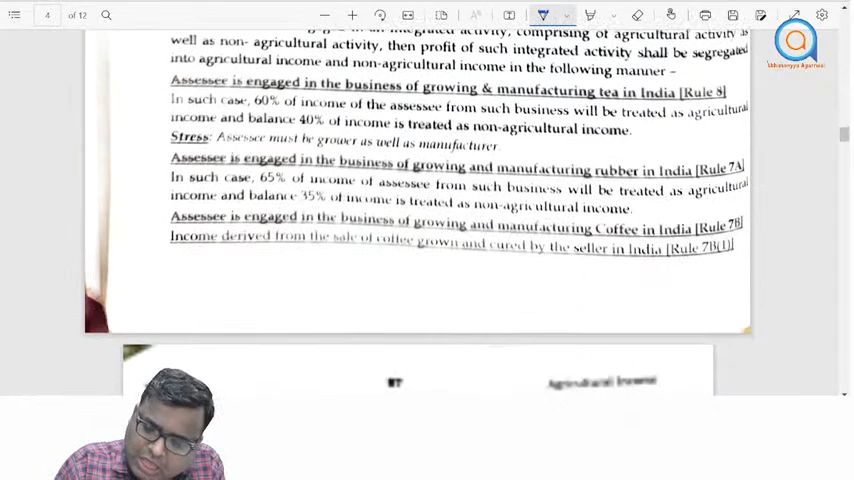 4 of 12
well as non- agricultural activity, then profit of such integrated activity shall be segregated
into agricultural income and non-agricultural income in the following manner –
Assessee is engaged in the business of growing & manufacturing tea in India [Rule 8]
In such case, 60% of income of the assessee from such business will be treated as agricultural
income and balance 40% of income is treated as non-agricultural income.
Stress: Assessee must be grower as well as manufacturer.
Assessee is engaged in the business of growing and manufacturing rubber in India [Rule 7A]
In such case, 65% of income of assessee from such business will be treated as agricultural
income and balance 35% of income is treated as non-agricultural income.
Assessee is engaged in the business of growing and manufacturing Coffee in India [Rule 7B]
Income derived from the sale of coffee grown and cured by the seller in India [Rule 7B(1)]
Agricultural Income